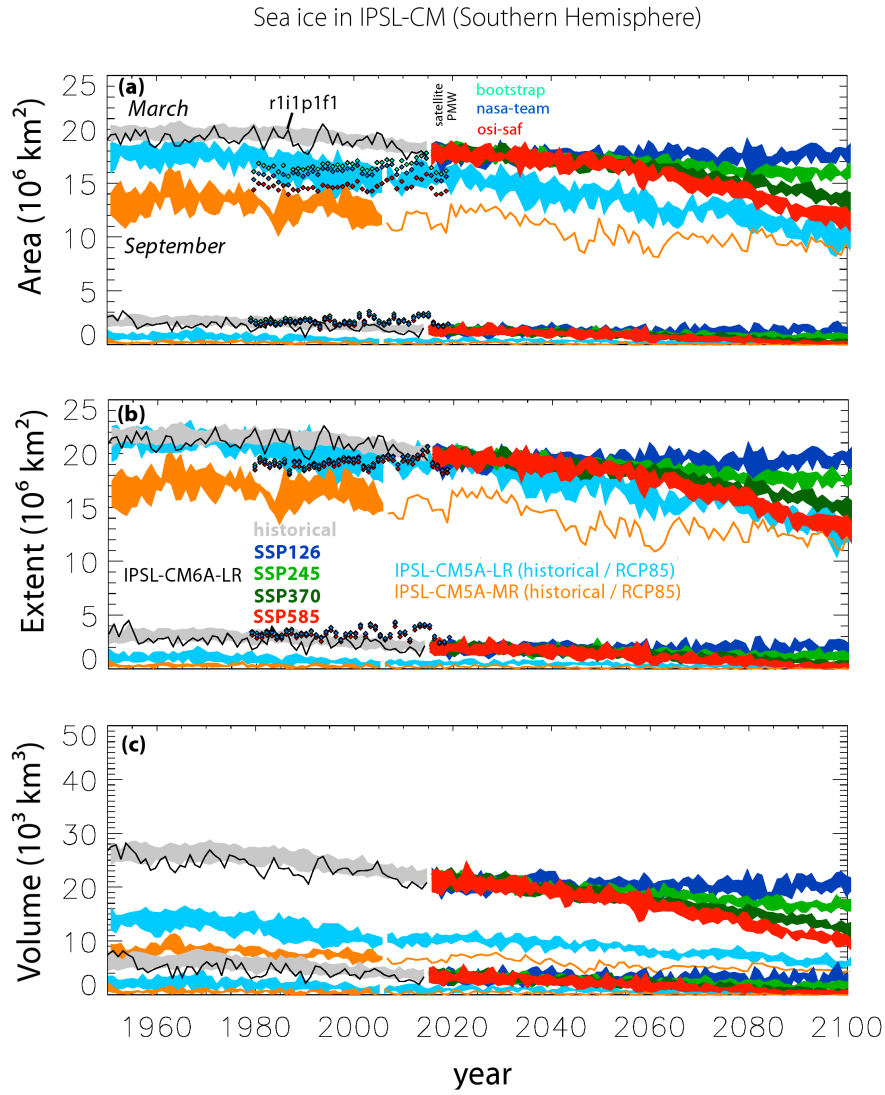 Sea ice in IPSL-CM (Southern Hemisphere)
(a)
March
r1i1p1f1
satellite
PMW
bootstrap
nasa-team
osi-saf
September
Area (10⁶ km²)
25
20
15
10
5
0
(b)
historical
SSP126
IPSL-CM6A-LR
SSP245
SSP370
SSP585
IPSL-CM5A-LR (historical / RCP85)
IPSL-CM5A-MR (historical / RCP85)
Extent (10⁶ km²)
25
20
15
10
5
0
(c)
Volume (10³ km³)
50
40
30
20
10
0
1960 1980 2000 2020 2040 2060 2080 2100
year